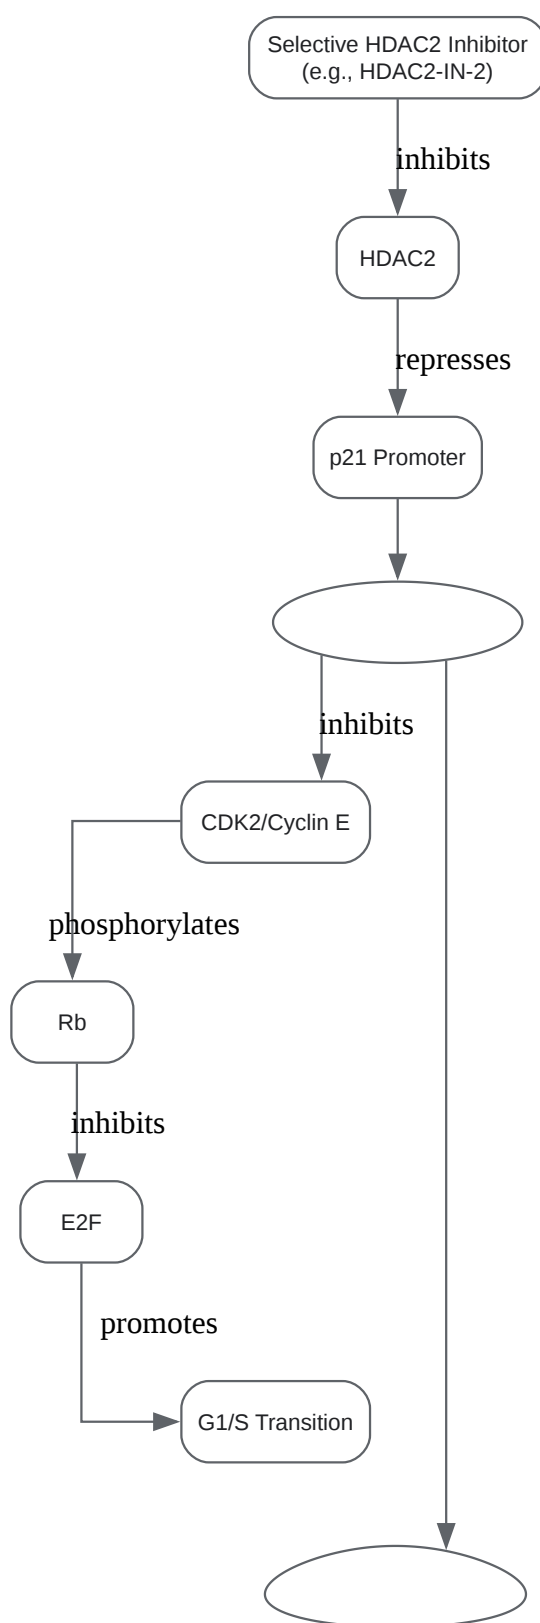 Selective HDAC2 Inhibitor
(e.g., HDAC2-IN-2)
inhibits
HDAC2
represses
p21 Promoter
inhibits
CDK2/Cyclin E
phosphorylates
Rb
inhibits
E2F
promotes
G1/S Transition